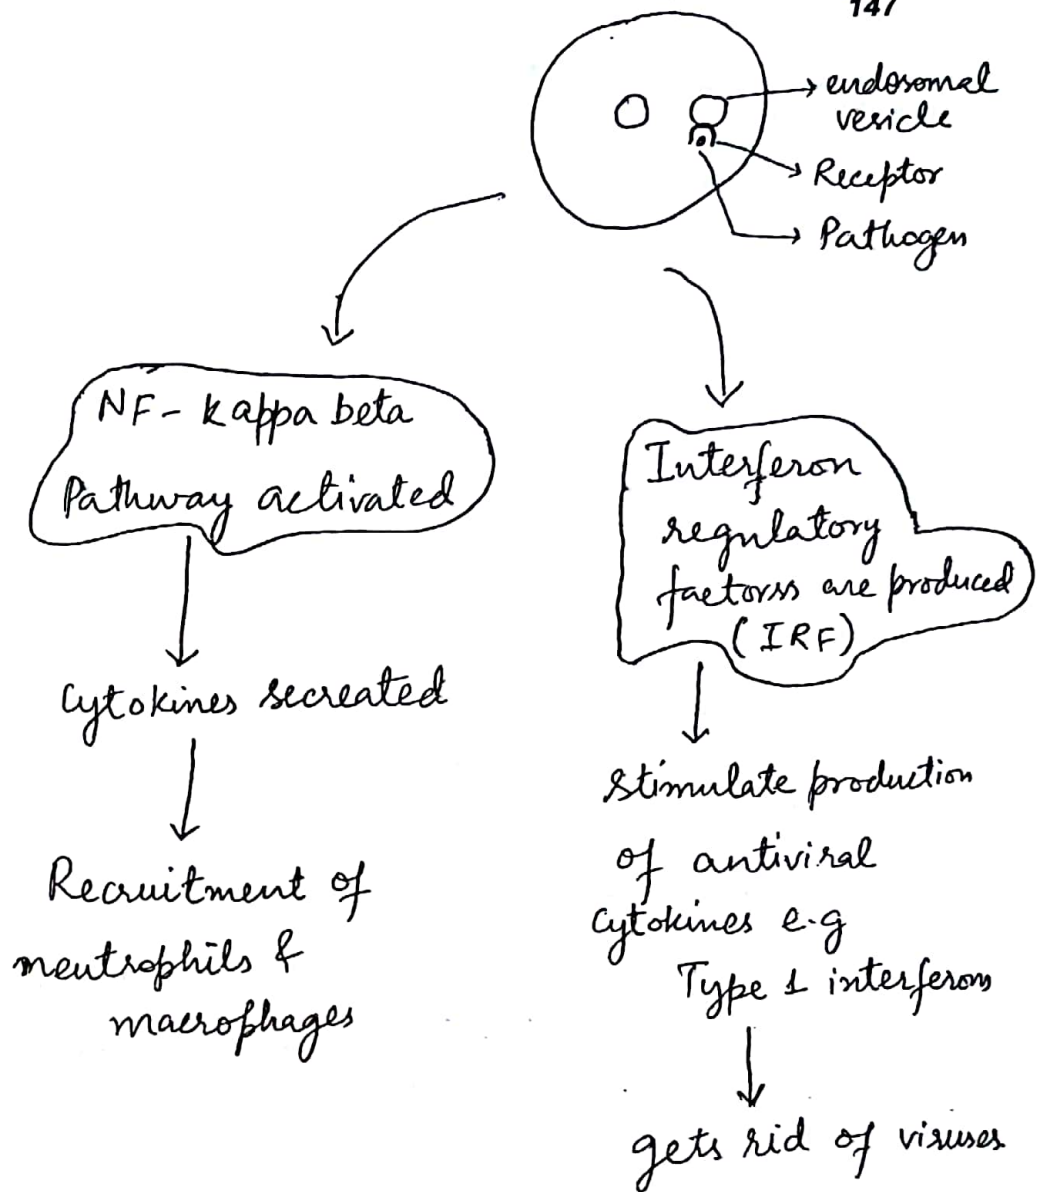 147
endosomal
vesicle
Receptor
Pathogen
NF- kappa beta
Pathway activated
Cytokines secreated
Recruitment of
neutrophils &
macrophages
Interferon
regulatory
factorss are produced
(IRF)
Stimulate production
of antiviral
Cytokines e.g
Type 1 interferons
gets rid of viruses